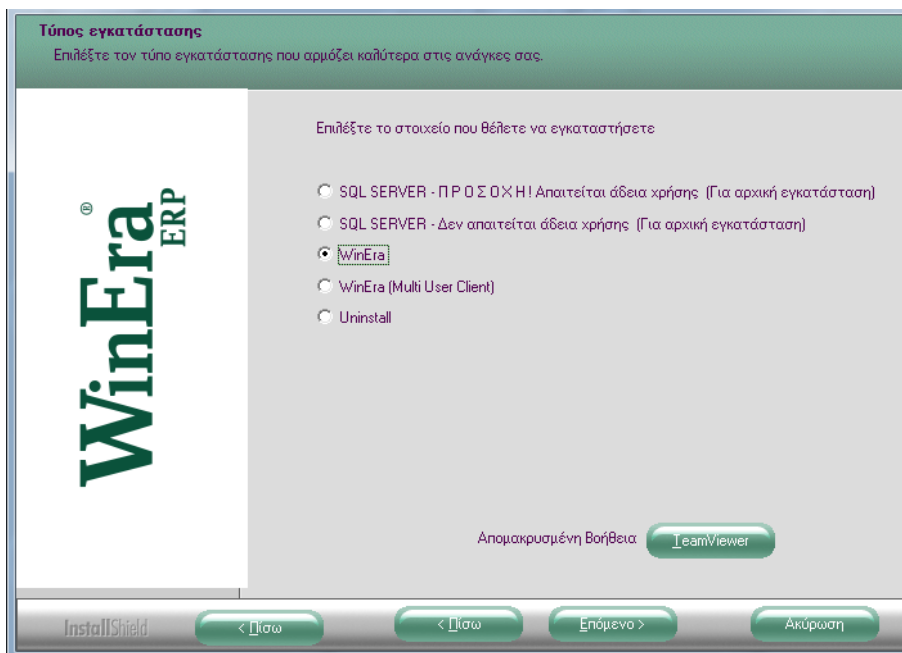 Τύπος εγκατάστασης
Επιλέξτε τον τύπο εγκατάστασης που αρμόζει καλύτερα στις ανάγκες σας.
Επιλέξτε το στοιχείο που θέλετε να εγκαταστήσετε
SQL SERVER - Π Ρ Ο Σ Ο Χ Η ! Απαιτείται άδεια χρήσης (Για αρχική εγκατάσταση)
SQL SERVER - Δεν απαιτείται άδεια χρήσης (Για αρχική εγκατάσταση)
WinEra
WinEra (Multi User Client)
Uninstall
WinEra® ERP
Απομακρυσμένη Βοήθεια TeamViewer
InstallShield < Πίσω < Πίσω Επόμενο > Ακύρωση